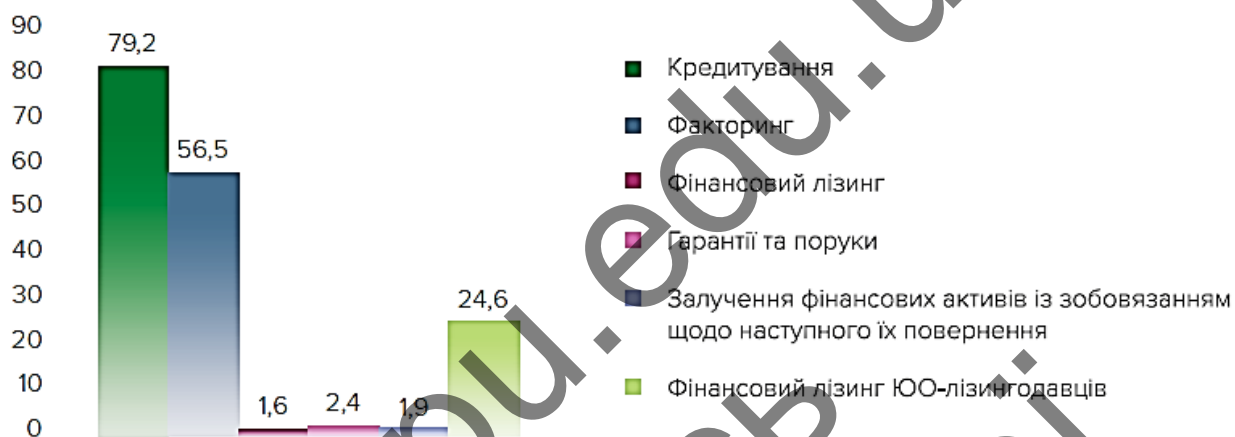 90
80
70
60
50
40
30
20
10
0
79,2
56,5
1,6
2,4
1,9
24,6
Кредитування
Факторинг
Фінансовий лізинг
Гарантії та поруки
Залучення фінансових активів із зобовязанням
щодо наступного їх повернення
Фінансовий лізинг ЮО-лізингодавців